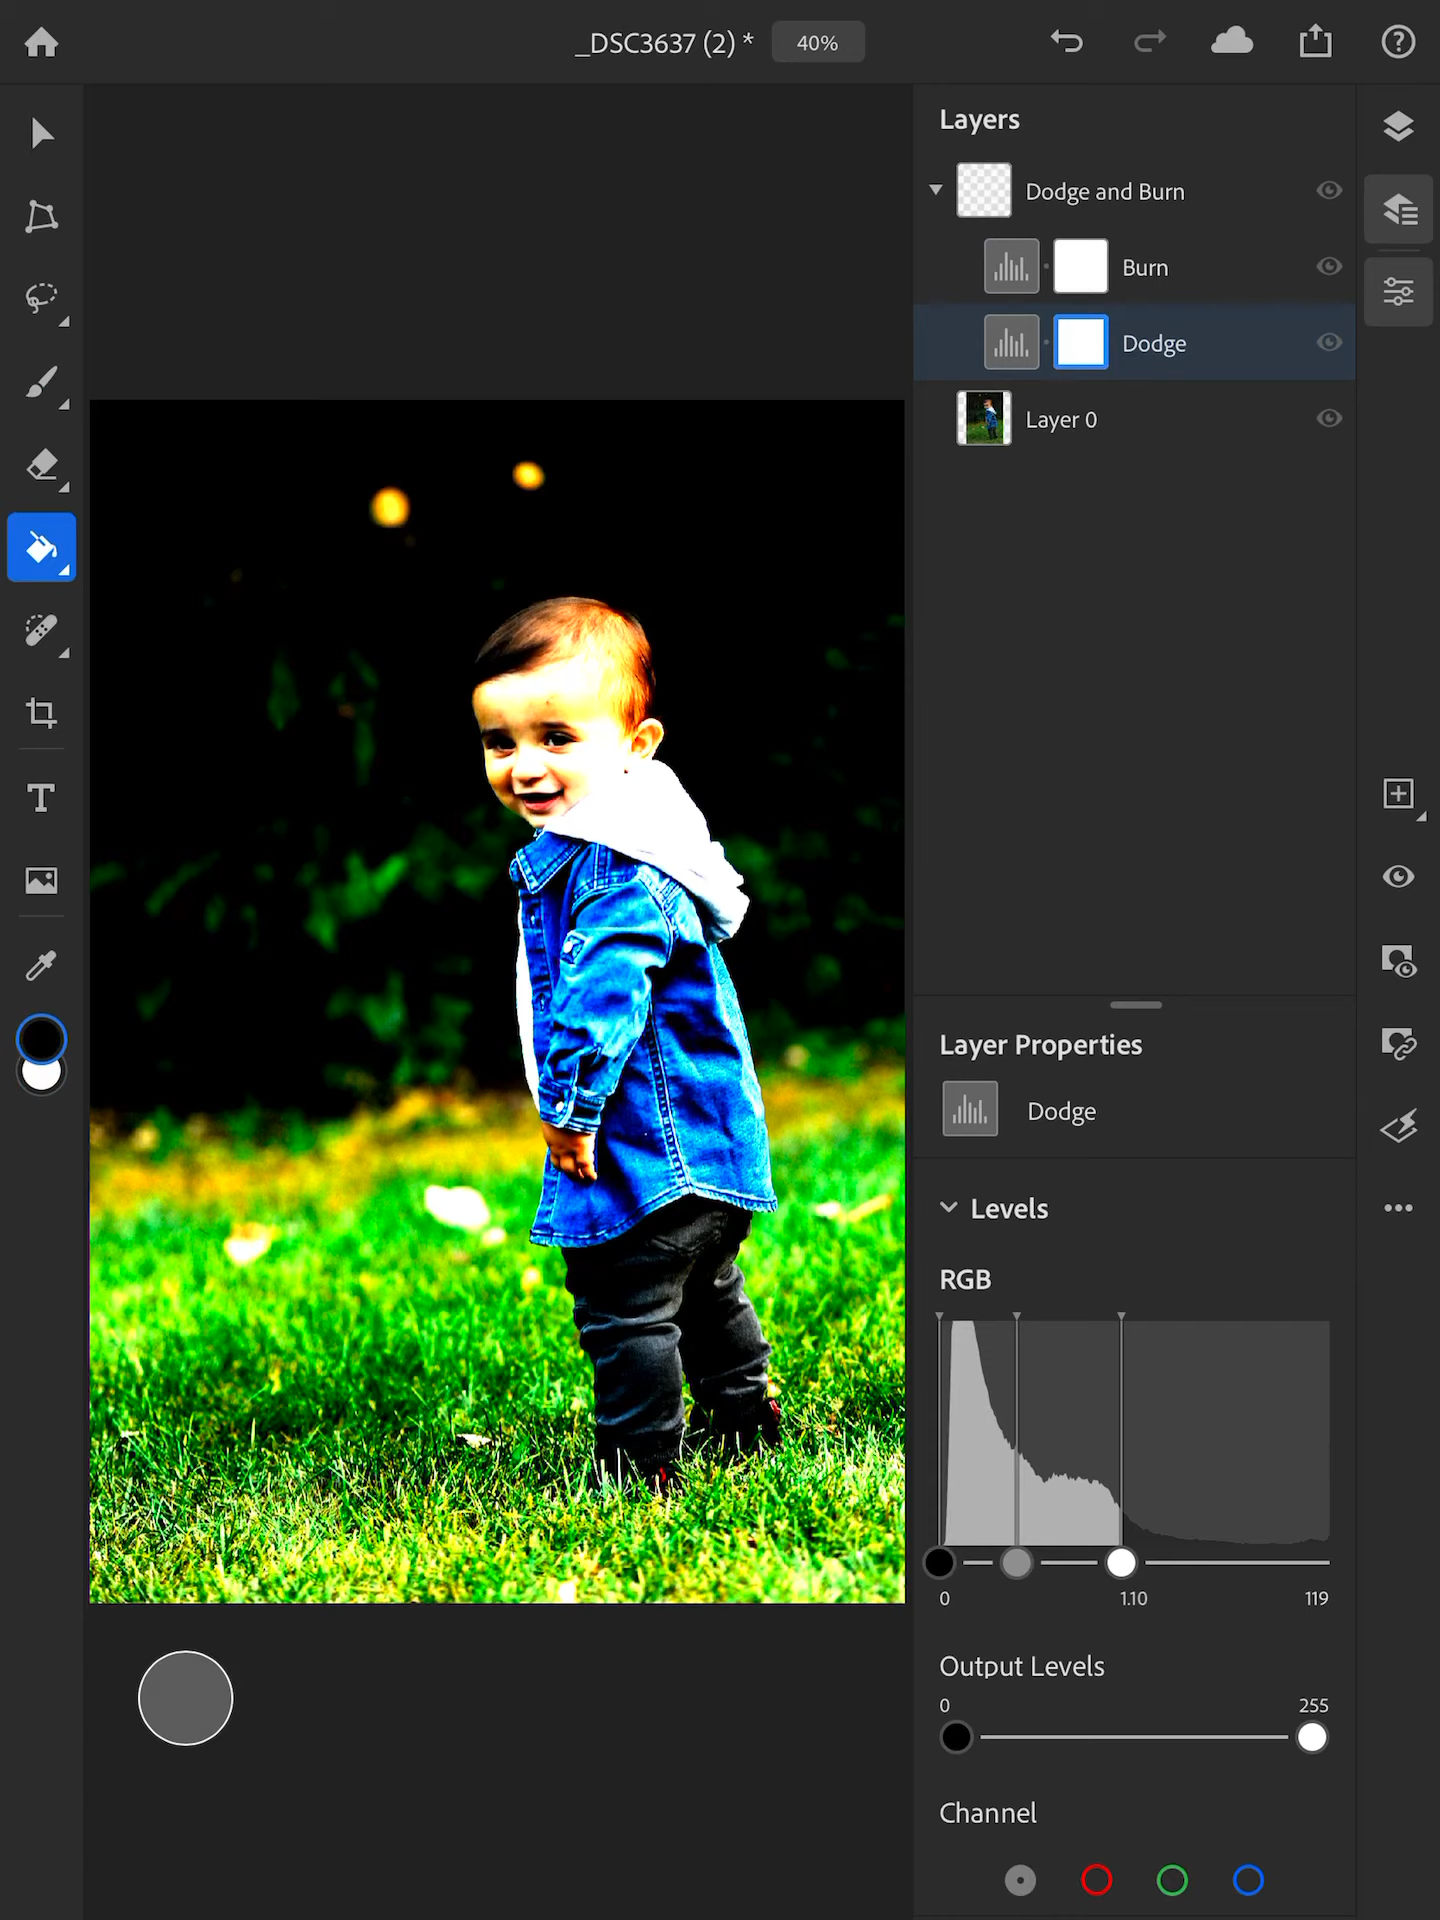 _DSC3637 (2) *
40%
Layers
Dodge and Burn
Burn
Dodge
Layer 0
Layer Properties
Dodge
Levels
RGB
0 1.10 119
Output Levels
0 255
Channel